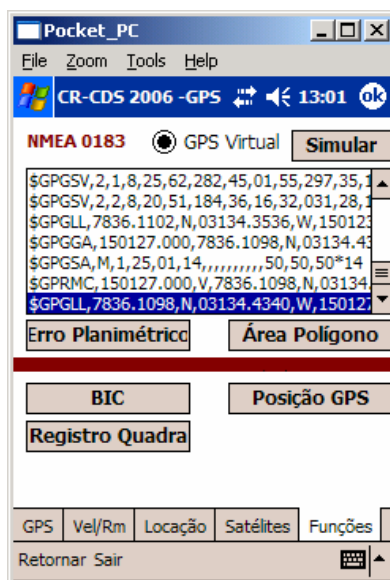 Pocket_PC
File Zoom Tools Help
CR-CDS 2006 -GPS 13:01 ok
NMEA 0183 GPS Virtual Simular
$GPGSV,2,1,8,25,62,282,45,01,55,297,35,1
$GPGSV,2,2,8,20,51,184,36,16,32,031,28,1
$GPGLL,7836.1102,N,03134.3536,W,150123
$GPGGA,150127.000,7836.1098,N,03134.43
$GPGSA,M,1,25,01,14,,,,,,,,,,50,50,50*14
$GPRMC,150127.000,V,7836.1098,N,03134.
$GPGLL,7836.1098,N,03134.4340,W,150127
Erro Planimétrico Área Polígono
BIC Posição GPS
Registro Quadra
GPS Vel/Rm Locação Satélites Funções
Retornar Sair